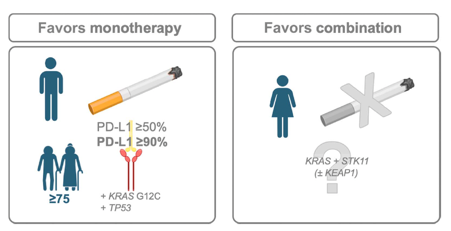 Favors monotherapy
PD-L1 ≥50%
PD-L1 ≥90%
≥75
+ KRAS G12C
+ TP53
Favors combination
KRAS + STK11
(± KEAP1)
?